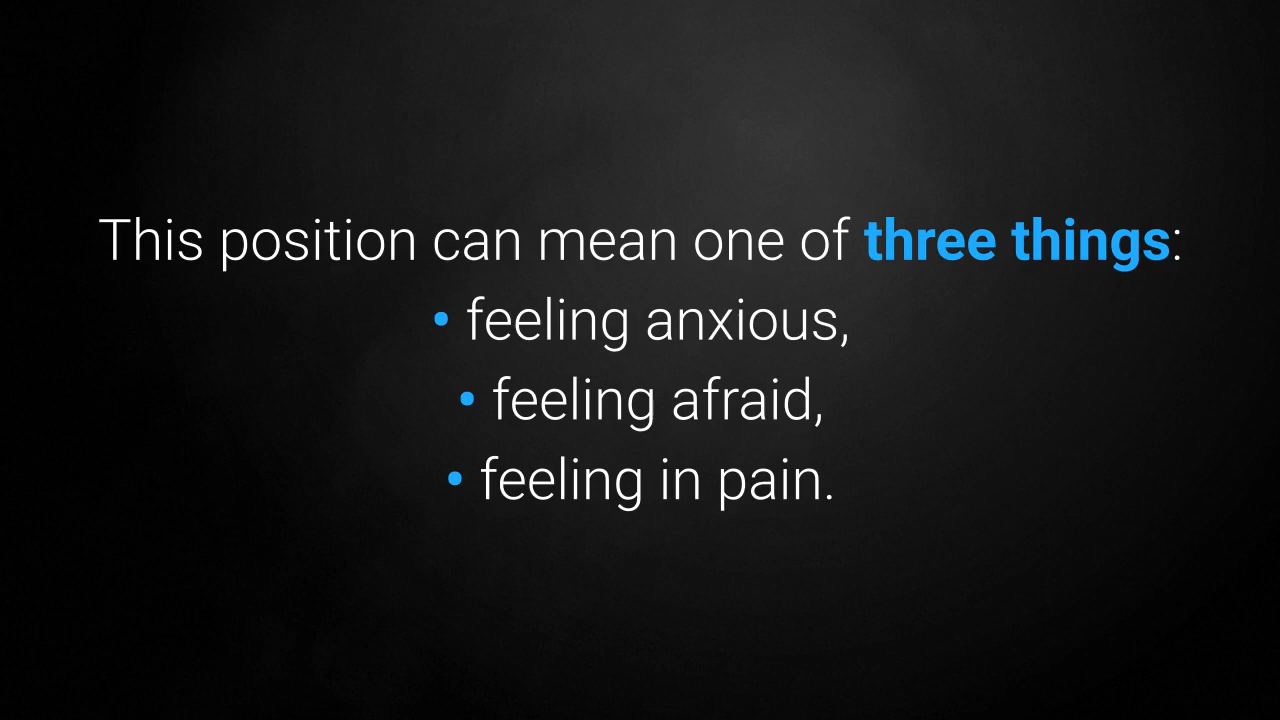 This position can mean one of three things:
• feeling anxious,
• feeling afraid,
• feeling in pain.